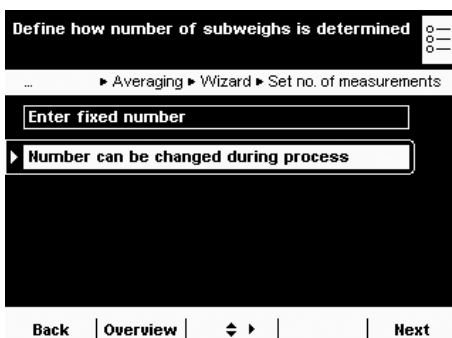 Define how number of subweighs is determined
... ▸ Averaging ▸ Wizard ▸ Set no. of measurements
Enter fixed number
Number can be changed during process
Back Overview Next